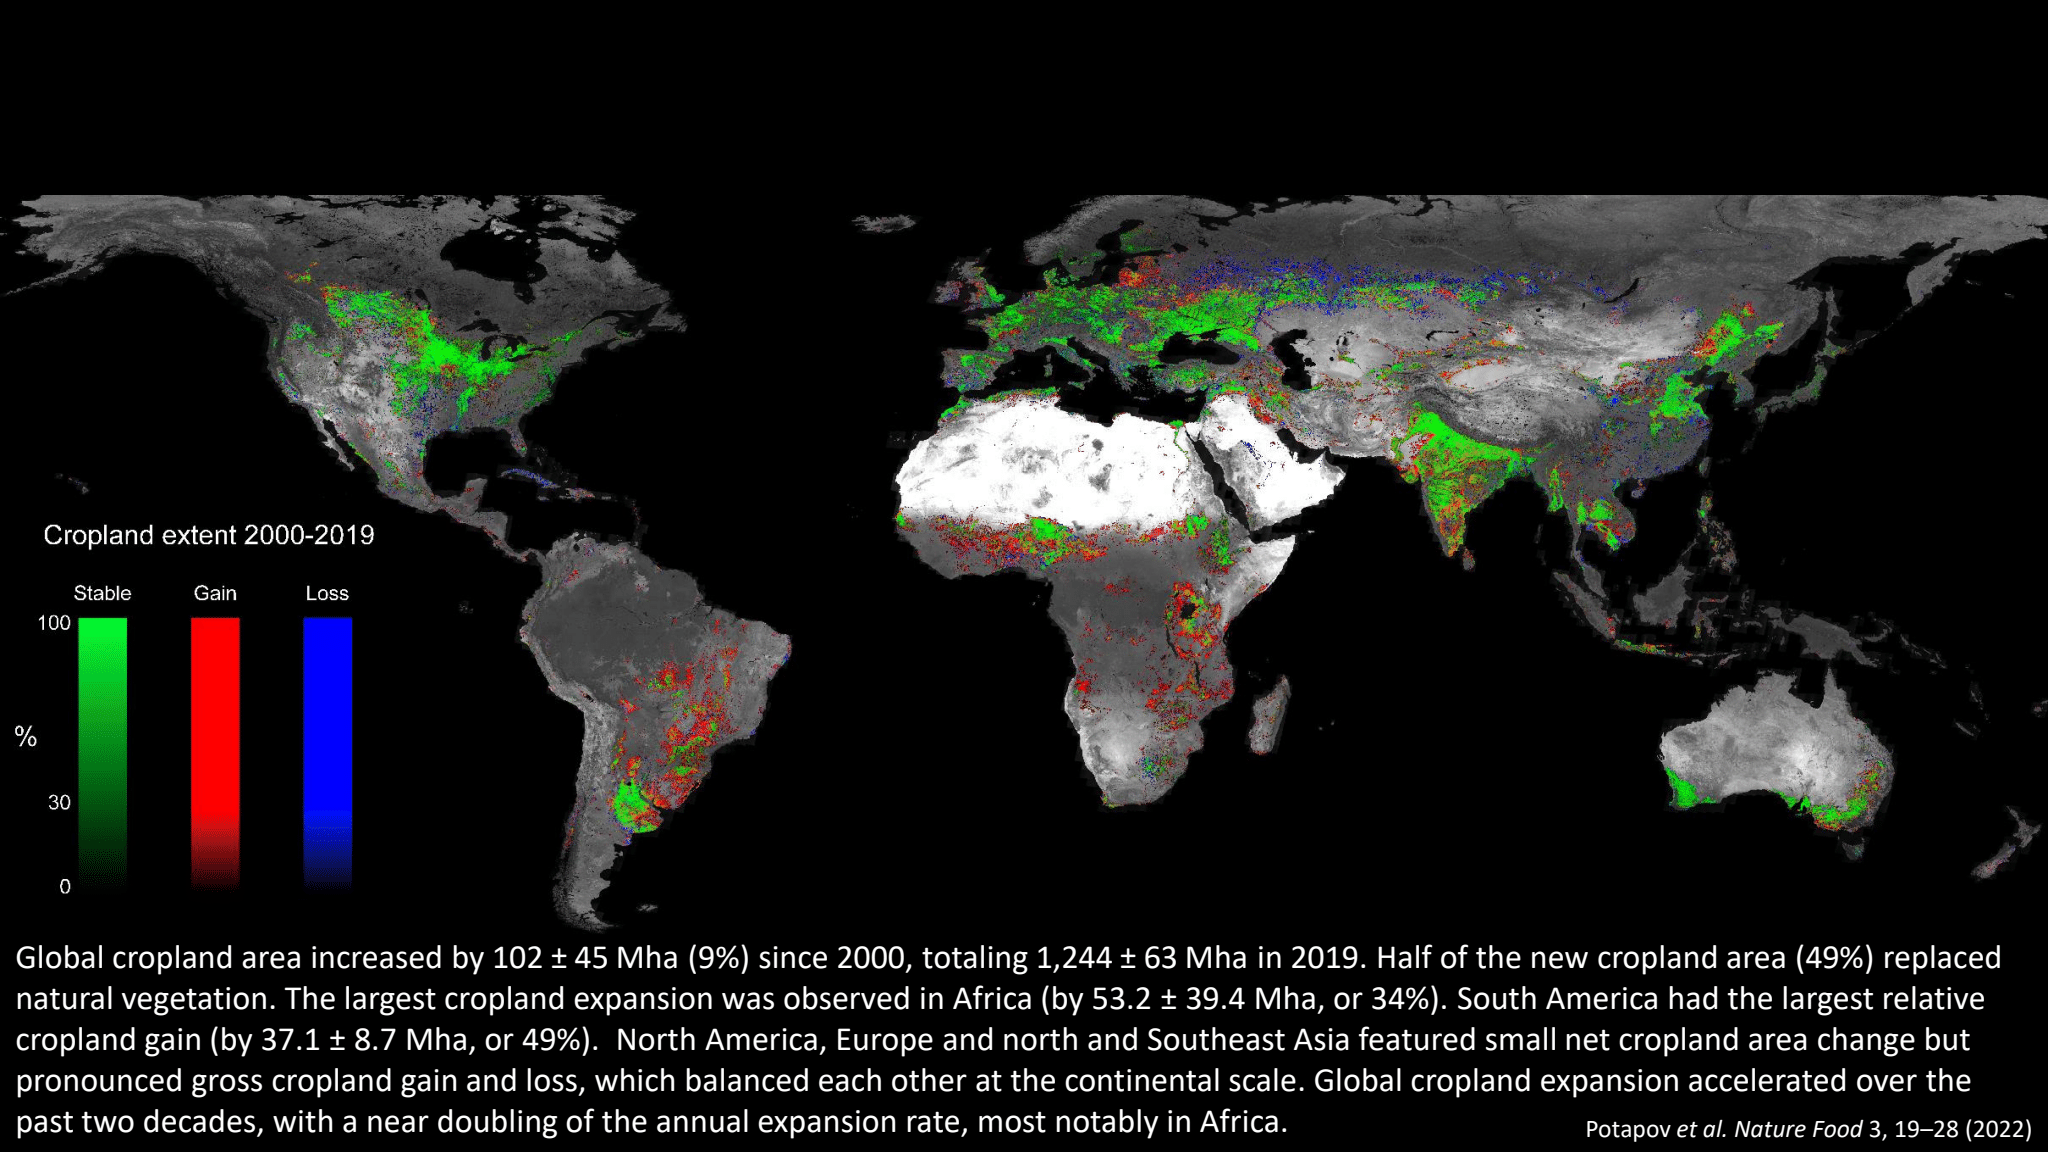 Cropland extent 2000-2019
Stable Gain Loss
100
%
30
0
Global cropland area increased by 102 ± 45 Mha (9%) since 2000, totaling 1,244 ± 63 Mha in 2019. Half of the new cropland area (49%) replaced
natural vegetation. The largest cropland expansion was observed in Africa (by 53.2 ± 39.4 Mha, or 34%). South America had the largest relative
cropland gain (by 37.1 ± 8.7 Mha, or 49%).  North America, Europe and north and Southeast Asia featured small net cropland area change but
pronounced gross cropland gain and loss, which balanced each other at the continental scale. Global cropland expansion accelerated over the
past two decades, with a near doubling of the annual expansion rate, most notably in Africa.
Potapov et al. Nature Food 3, 19–28 (2022)